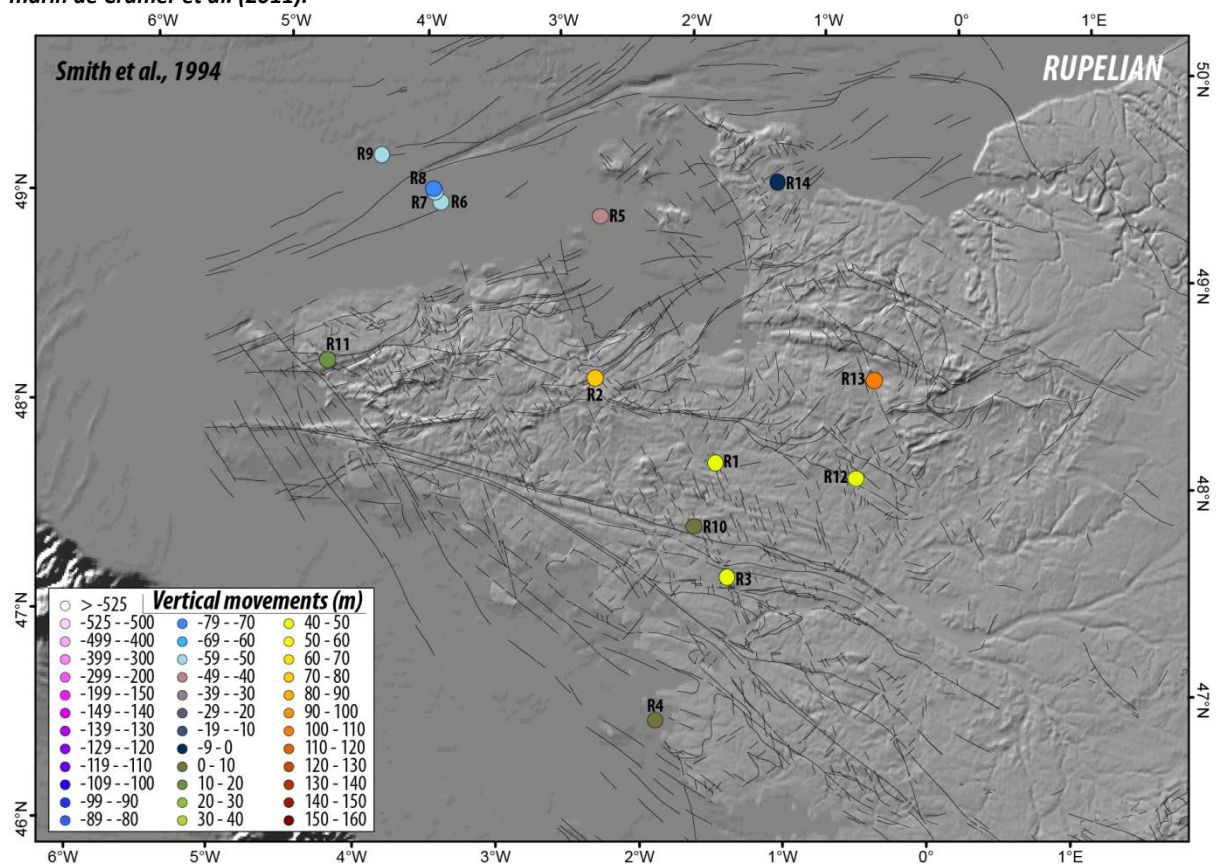 marin de Cramer et al. (2011).
6°W 5°W 4°W 3°W 2°W 1°W 0° 1°E
Smith et al., 1994
RUPELIAN
50°N
49°N
49°N
48°N
48°N
47°N
47°N
46°N
R9
R8
R7
R6
R5
R14
R11
R2
R13
R1
R12
R10
R3
R4
Vertical movements (m)
> -525
-525 - -500
-499 - -400
-399 - -300
-299 - -200
-199 - -150
-149 - -140
-139 - -130
-129 - -120
-119 - -110
-109 - -100
-99 - -90
-89 - -80
-79 - -70
-69 - -60
-59 - -50
-49 - -40
-39 - -30
-29 - -20
-19 - -10
-9 - 0
0 - 10
10 - 20
20 - 30
30 - 40
40 - 50
50 - 60
60 - 70
70 - 80
80 - 90
90 - 100
100 - 110
110 - 120
120 - 130
130 - 140
140 - 150
150 - 160
6°W 5°W 4°W 3°W 2°W 1°W 0° 1°E